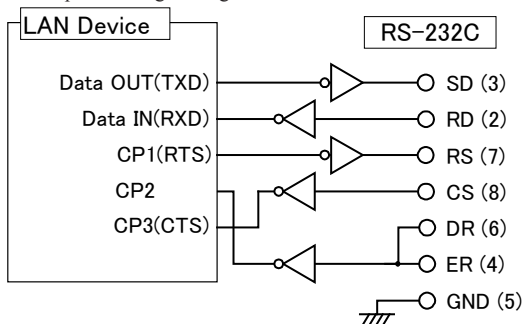 LAN Device
RS-232C
Data OUT(TXD)
SD (3)
Data IN(RXD)
RD (2)
CP1(RTS)
RS (7)
CP2
CS (8)
CP3(CTS)
DR (6)
ER (4)
GND (5)